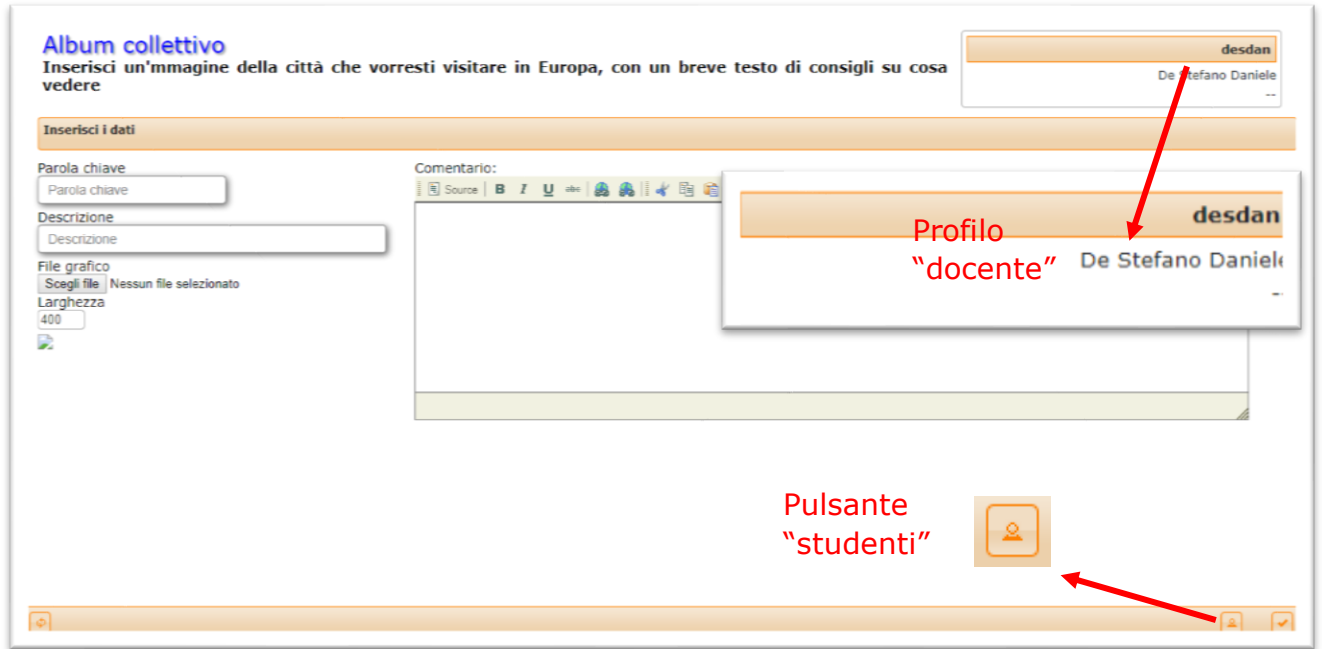 Album collettivo
Inserisci un'mmagine della città che vorresti visitare in Europa, con un breve testo di consigli su cosa
vedere
desdan
De Stefano Daniele
--
Inserisci i dati
Parola chiave
Parola chiave
Descrizione
Descrizione
File grafico
Scegli file Nessun file selezionato
Larghezza
400
Comentario:
Source B I U abc
desdan
Profilo
“docente”
De Stefano Daniele
--
Pulsante
“studenti”